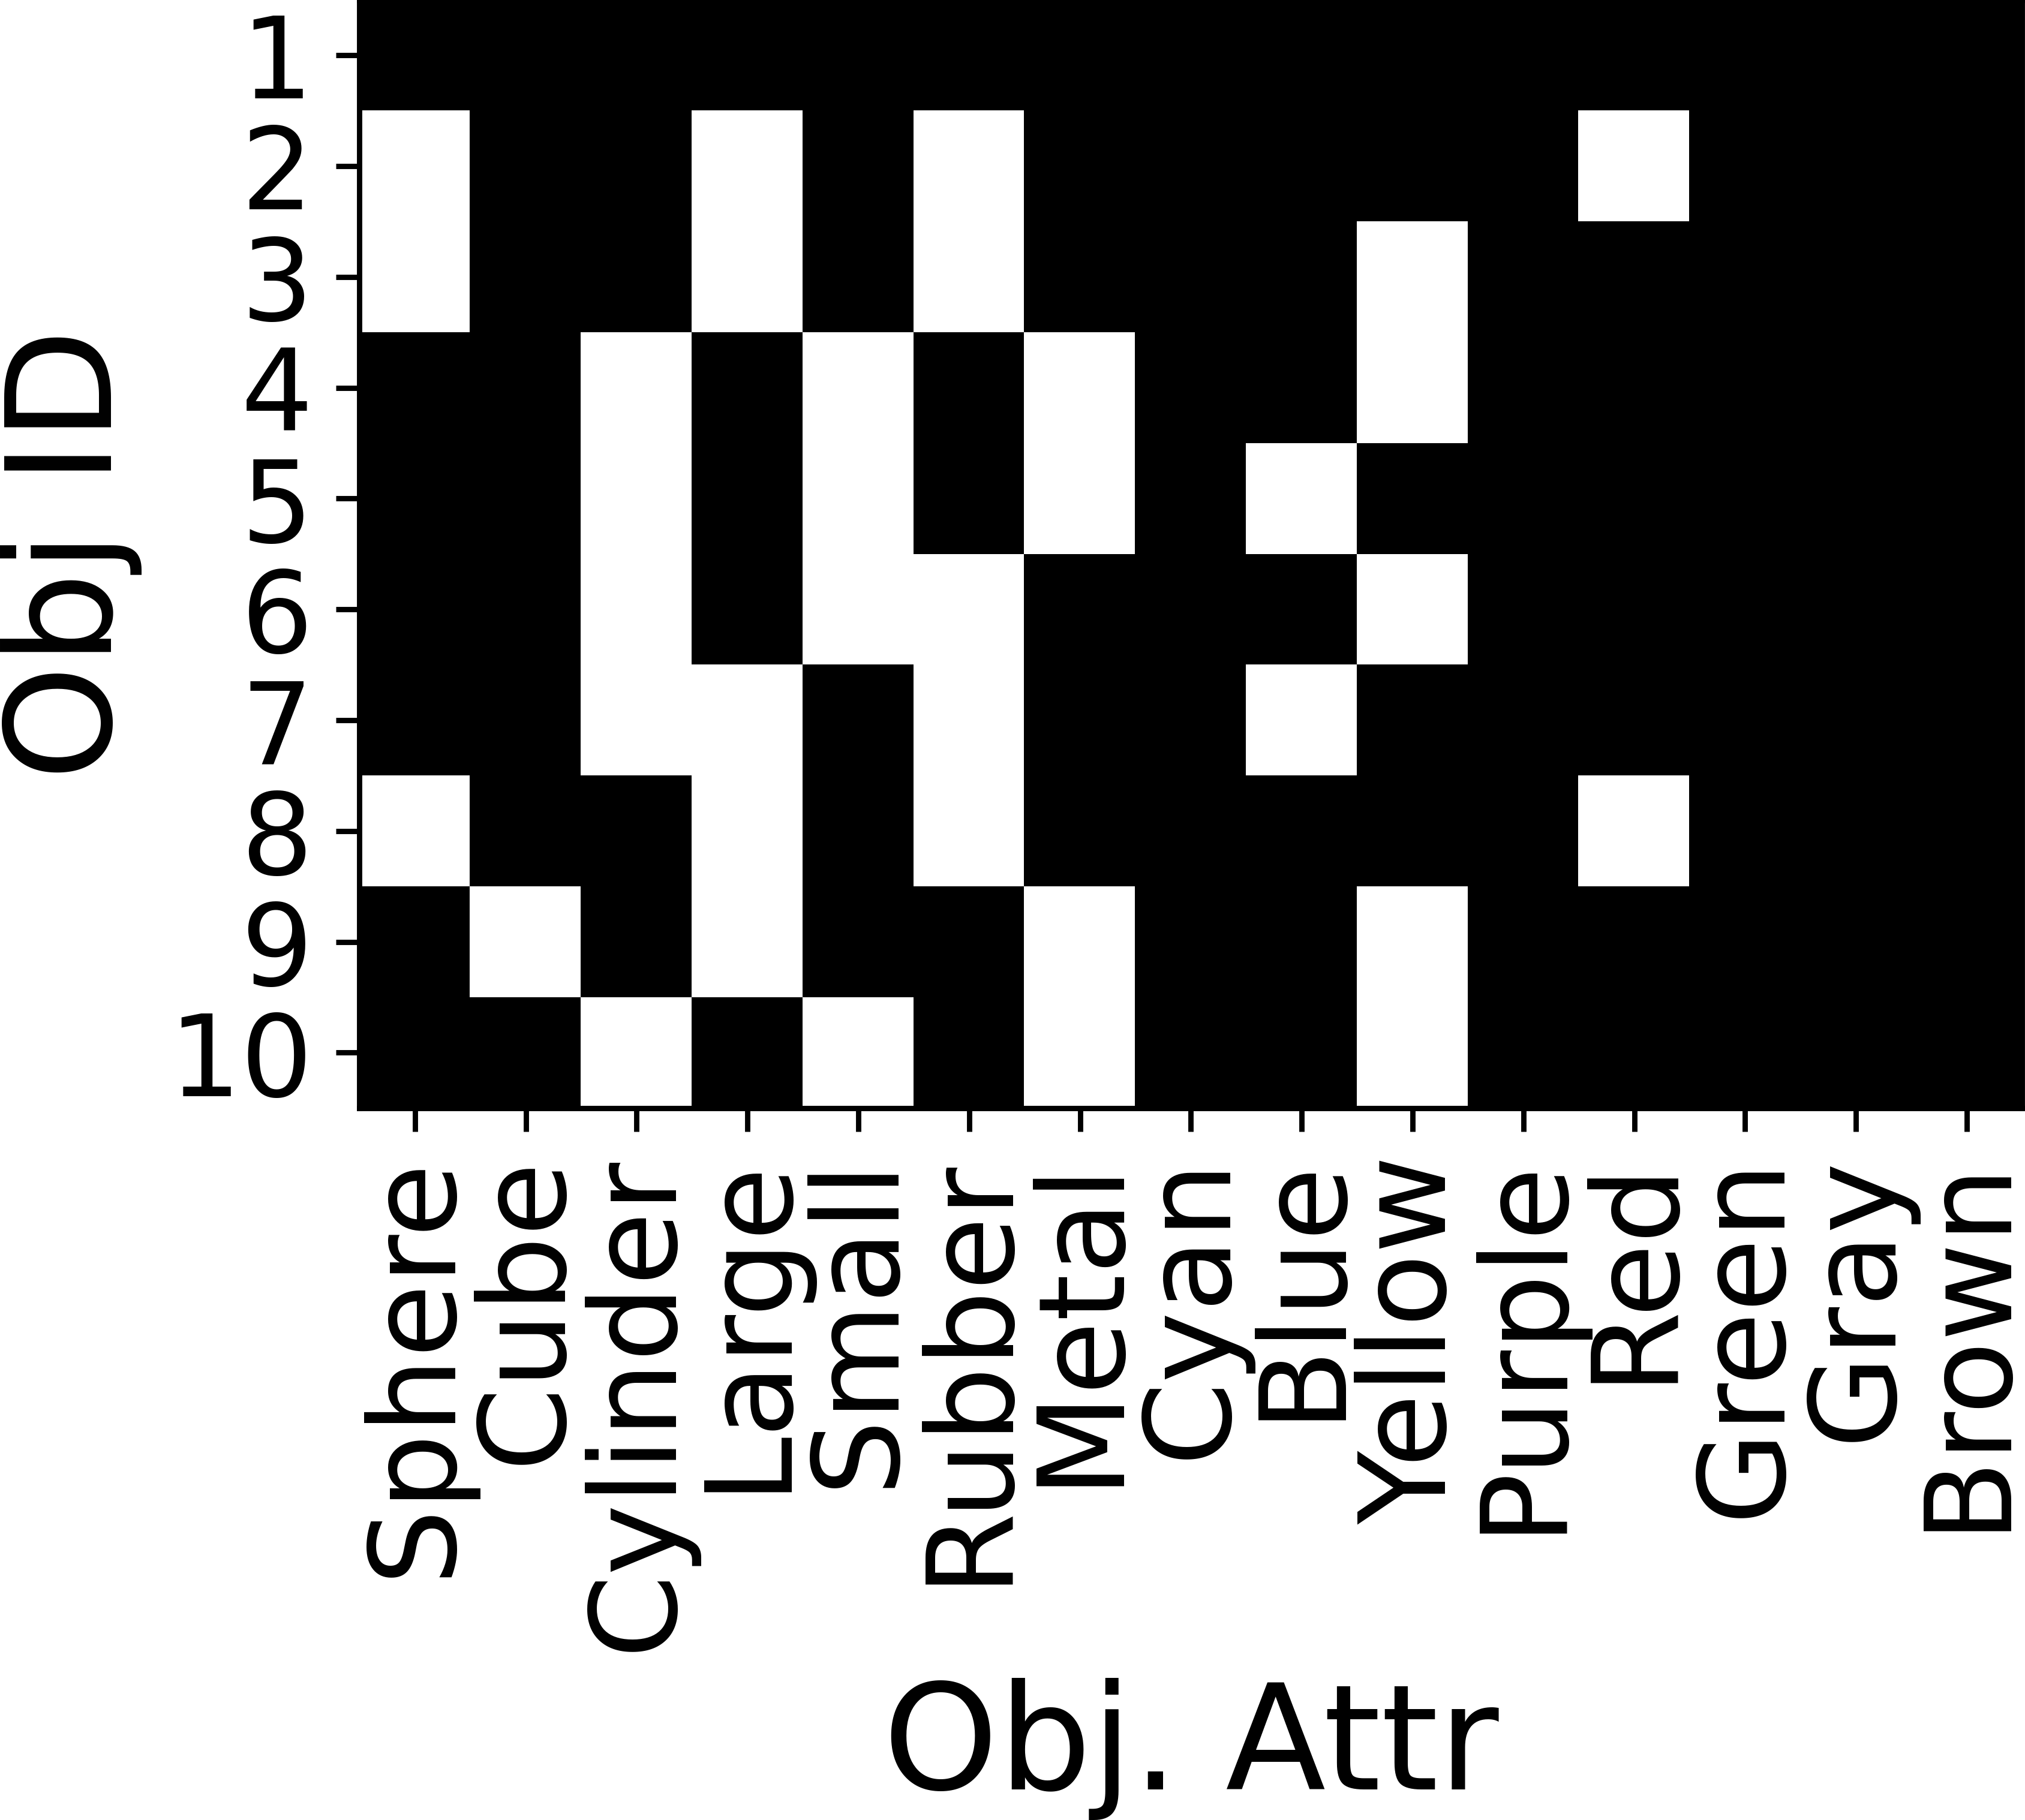 Obj ID
1
2
3
4
5
6
7
8
9
10
Sphere
Cube
Cylinder
Large
Small
Rubber
Metal
Cyan
Blue
Yellow
Purple
Red
Green
Gray
Brown
Obj. Attr